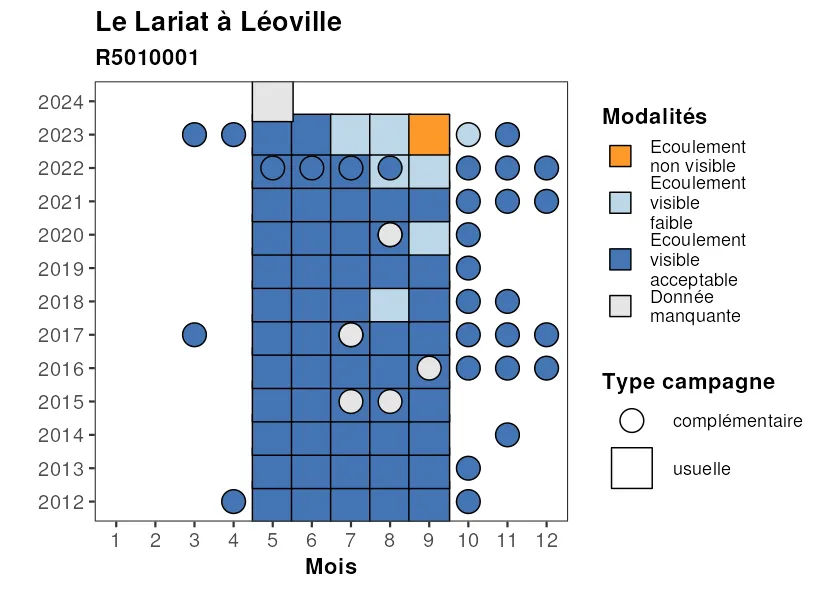 Le Lariat à Léoville
R5010001
2024
2023
2022
2021
2020
2019
2018
2017
2016
2015
2014
2013
2012
1 2 3 4 5 6 7 8 9 10 11 12
Mois
Modalités
Ecoulement
non visible
Ecoulement
visible
faible
Ecoulement
visible
acceptable
Donnée
manquante
Type campagne
complémentaire
usuelle